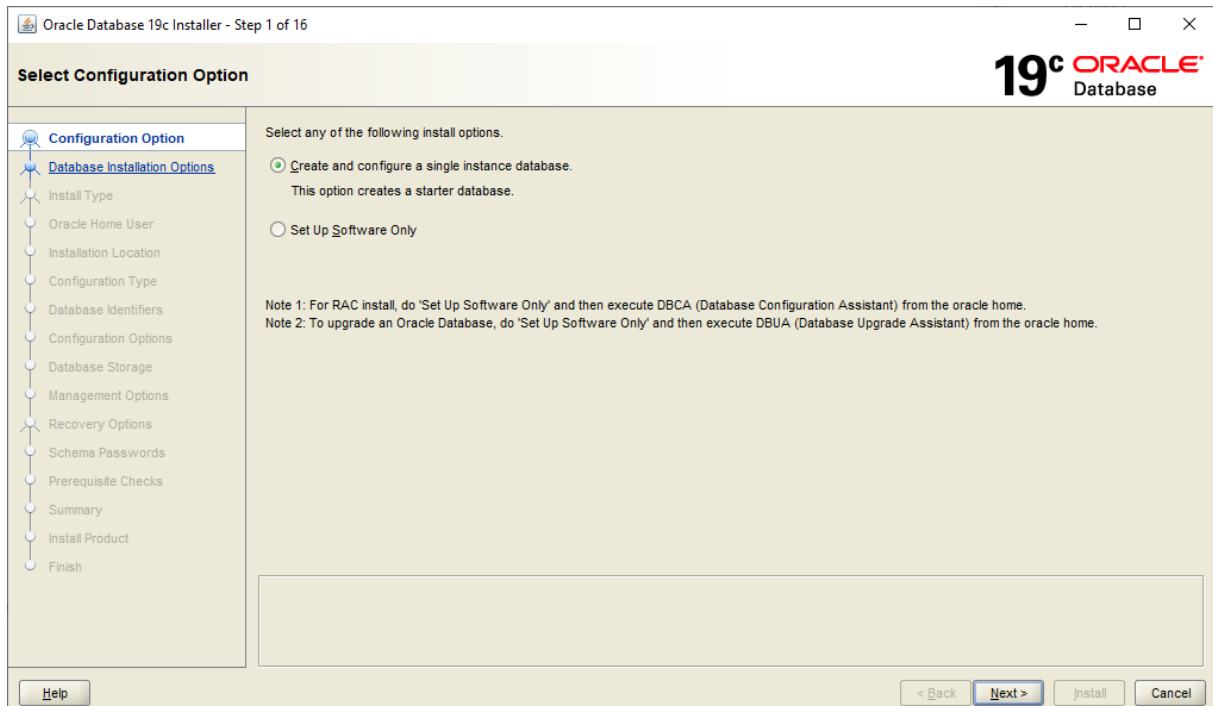 Oracle Database 19c Installer - Step 1 of 16
Select Configuration Option
19c ORACLE
Database
Configuration Option
Database Installation Options
Install Type
Oracle Home User
Installation Location
Configuration Type
Database Identifiers
Configuration Options
Database Storage
Management Options
Recovery Options
Schema Passwords
Prerequisite Checks
Summary
Install Product
Finish
Select any of the following install options.
Create and configure a single instance database.
This option creates a starter database.
Set Up Software Only
Note 1: For RAC install, do 'Set Up Software Only' and then execute DBCA (Database Configuration Assistant) from the oracle home.
Note 2: To upgrade an Oracle Database, do 'Set Up Software Only' and then execute DBUA (Database Upgrade Assistant) from the oracle home.
Help
< Back
Next >
Install
Cancel